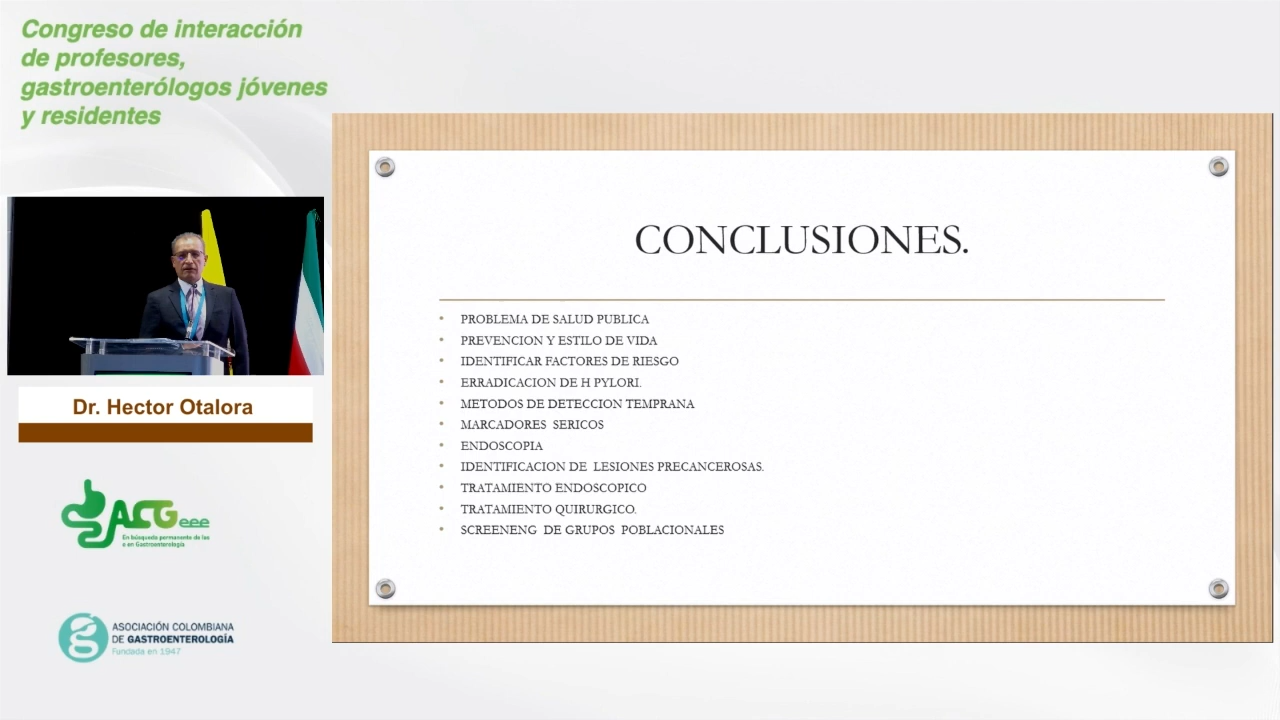 Congreso de interacción
de profesores,
gastroenterólogos jóvenes
y residentes
CONCLUSIONES.
• PROBLEMA DE SALUD PUBLICA
• PREVENCION Y ESTILO DE VIDA
• IDENTIFICAR FACTORES DE RIESGO
• ERRADICACION DE H PYLORI.
• METODOS DE DETECCION TEMPRANA
• MARCADORES SERICOS
• ENDOSCOPIA
• IDENTIFICACION DE LESIONES PRECANCEROSAS.
• TRATAMIENTO ENDOSCOPICO
• TRATAMIENTO QUIRURGICO.
• SCREENENG DE GRUPOS POBLACIONALES
Dr. Hector Otalora
ACG eee
En búsqueda permanente de las
e en Gastroenterología
ASOCIACIÓN COLOMBIANA
DE GASTROENTEROLOGÍA
Fundada en 1947